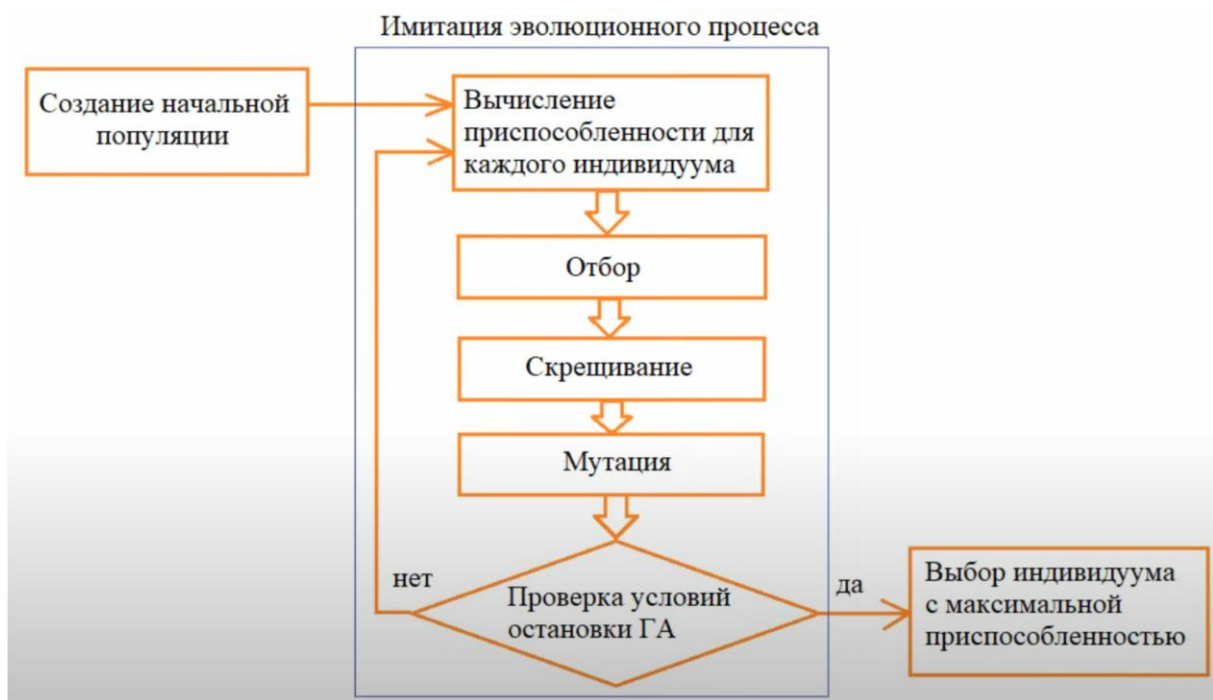 Имитация эволюционного процесса
Создание начальной
популяции
Вычисление
приспособленности для
каждого индивидуума
Отбор
Скрещивание
Мутация
нет
Проверка условий
остановки ГА
да
Выбор индивидуума
с максимальной
приспособленностью